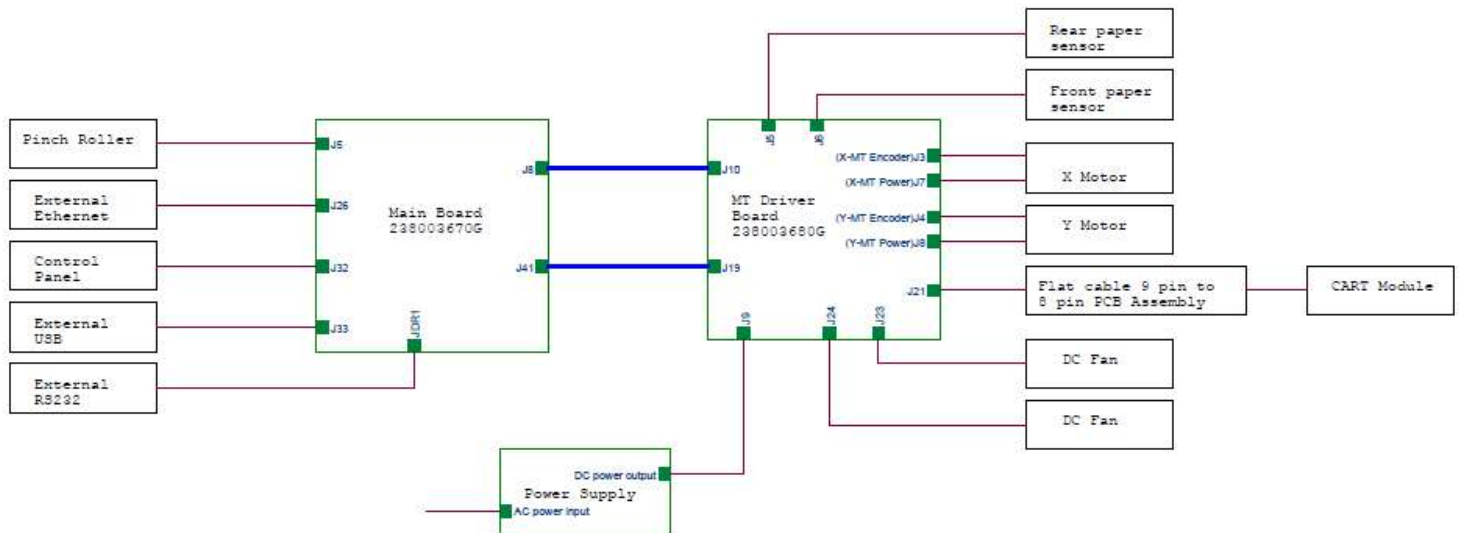 Rear paper
sensor
Front paper
sensor
Pinch Roller
External
Ethernet
Control
Panel
External
USB
External
RS232
J5
J26
J32
J33
JDR1
Main Board
238003670G
J8
J41
J10
J19
J5
J6
MT Driver
Board
238003680G
(X-MT Encoder)J3
(X-MT Power)J7
(Y-MT Encoder)J4
(Y-MT Power)J8
J21
J9
J24
J23
X Motor
Y Motor
Flat cable 9 pin to
8 pin PCB Assembly
CART Module
DC Fan
DC Fan
DC power output
Power Supply
AC power input